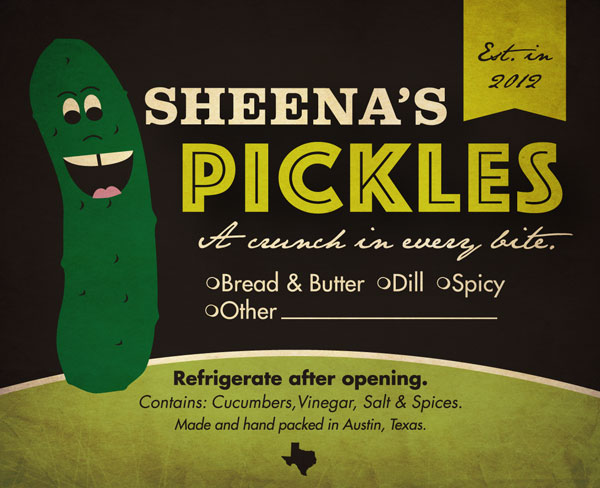 Est. in
2012
SHEENA'S
PICKLES
A crunch in every bite.
❍Bread & Butter ❍Dill ❍Spicy
❍Other ____________________
Refrigerate after opening.
Contains: Cucumbers, Vinegar, Salt & Spices.
Made and hand packed in Austin, Texas.